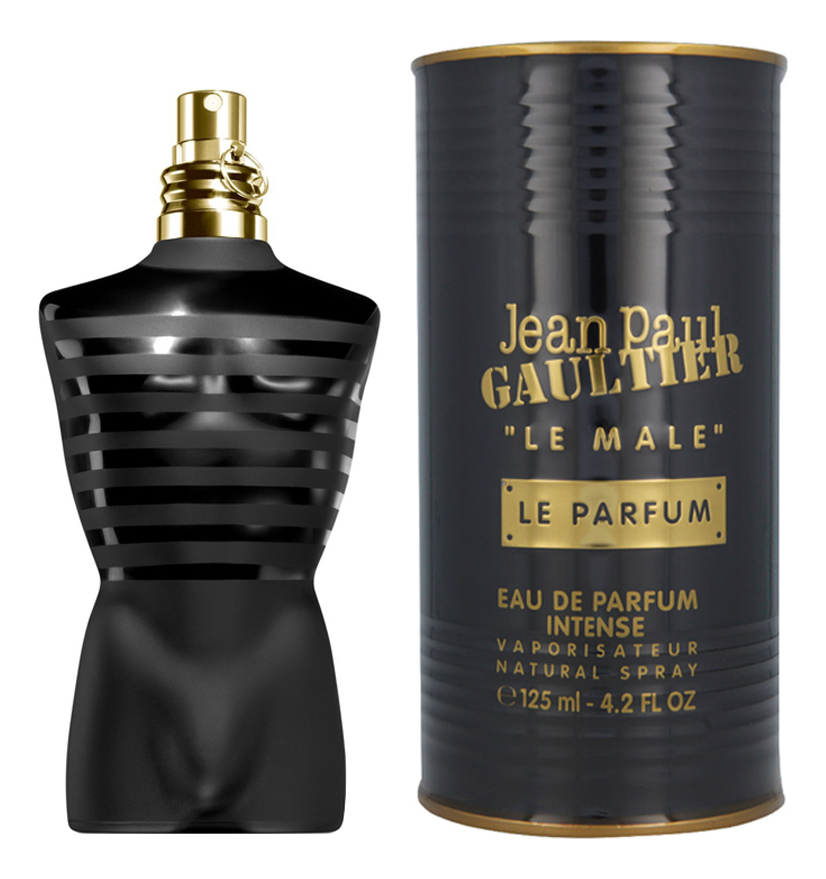 Jean Paul
GAULTIER
"LE MALE"
LE PARFUM
EAU DE PARFUM
INTENSE
VAPORISATEUR
NATURAL SPRAY
℮125 ml - 4.2 FL OZ